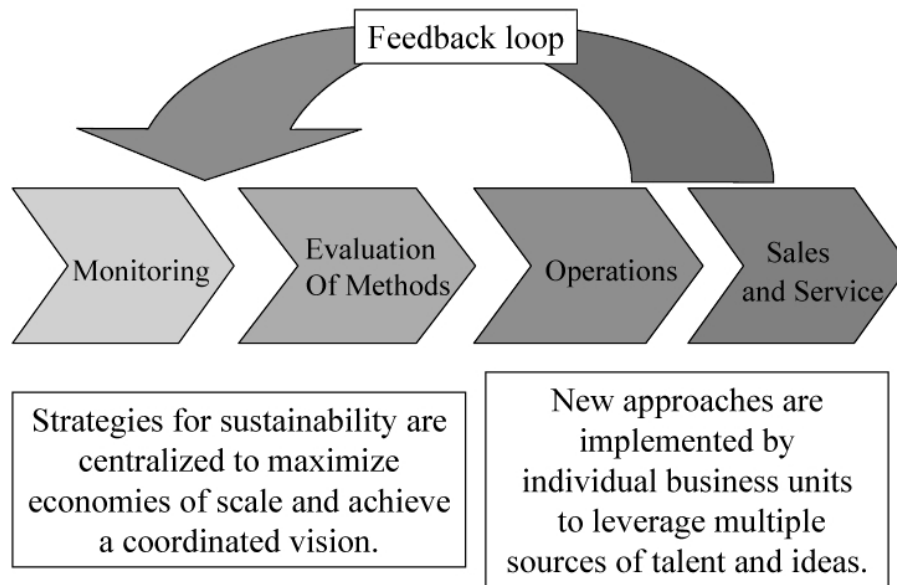 Feedback loop
Monitoring
Evaluation
Of Methods
Operations
Sales
and Service
Strategies for sustainability are
centralized to maximize
economies of scale and achieve
a coordinated vision.
New approaches are
implemented by
individual business units
to leverage multiple
sources of talent and ideas.